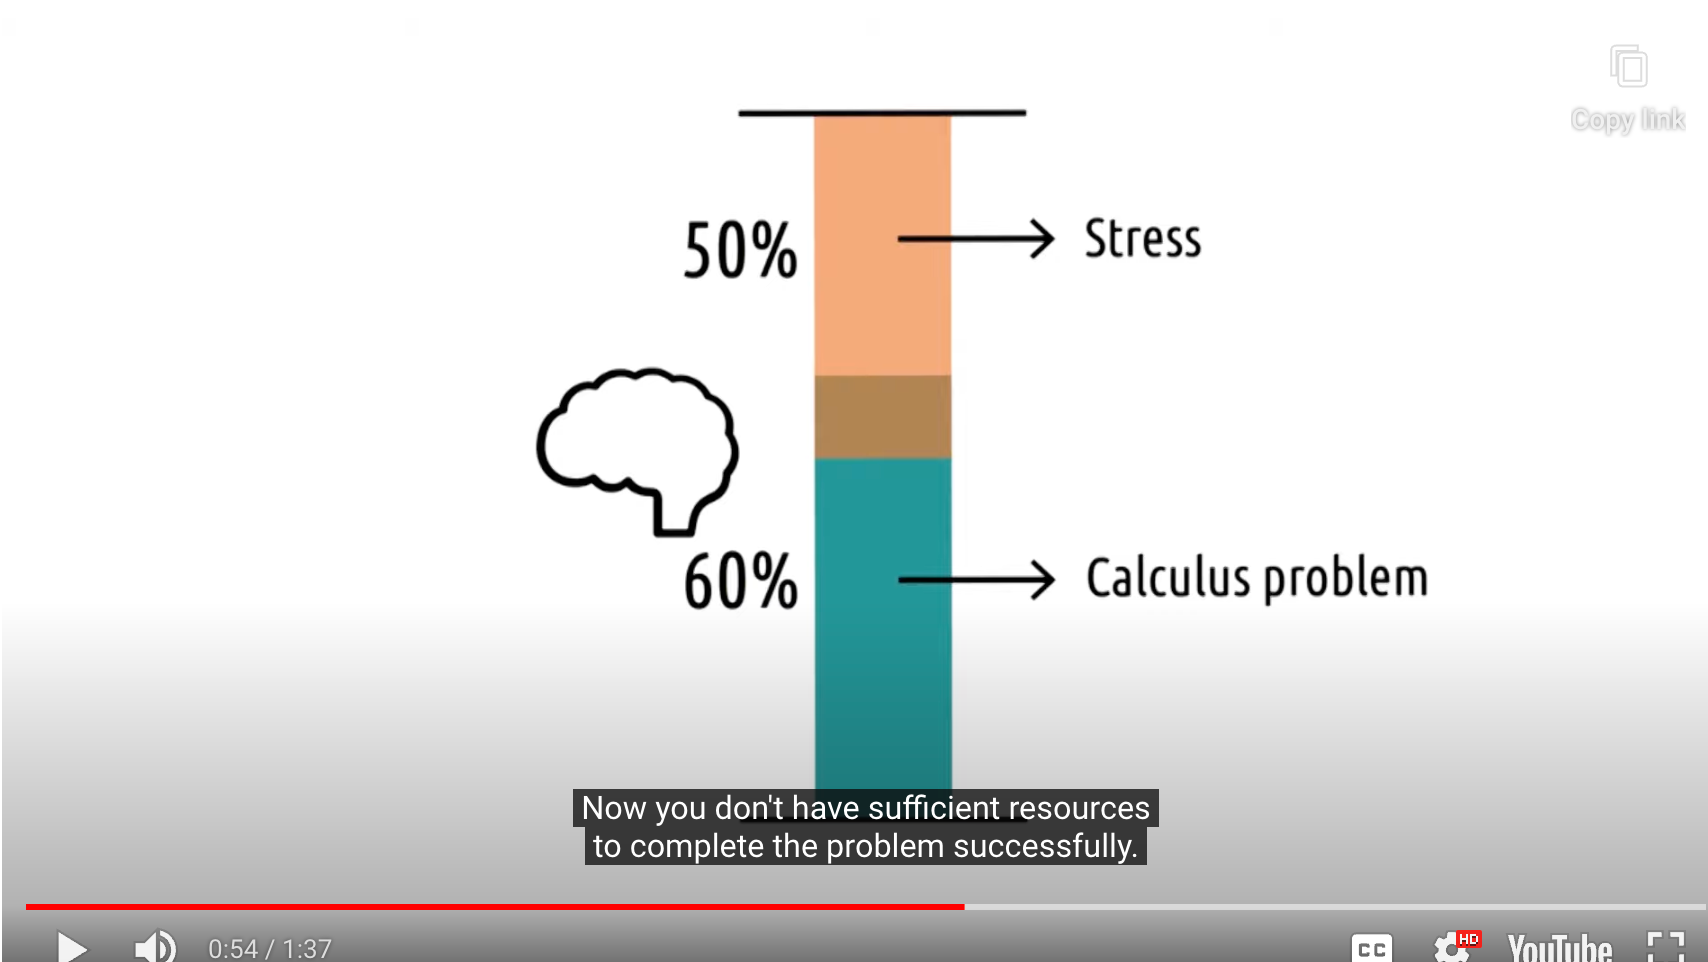 Copy link
50%
Stress
60%
Calculus problem
Now you don't have sufficient resources
to complete the problem successfully.
0:54 / 1:37
CC
HD
YouTube